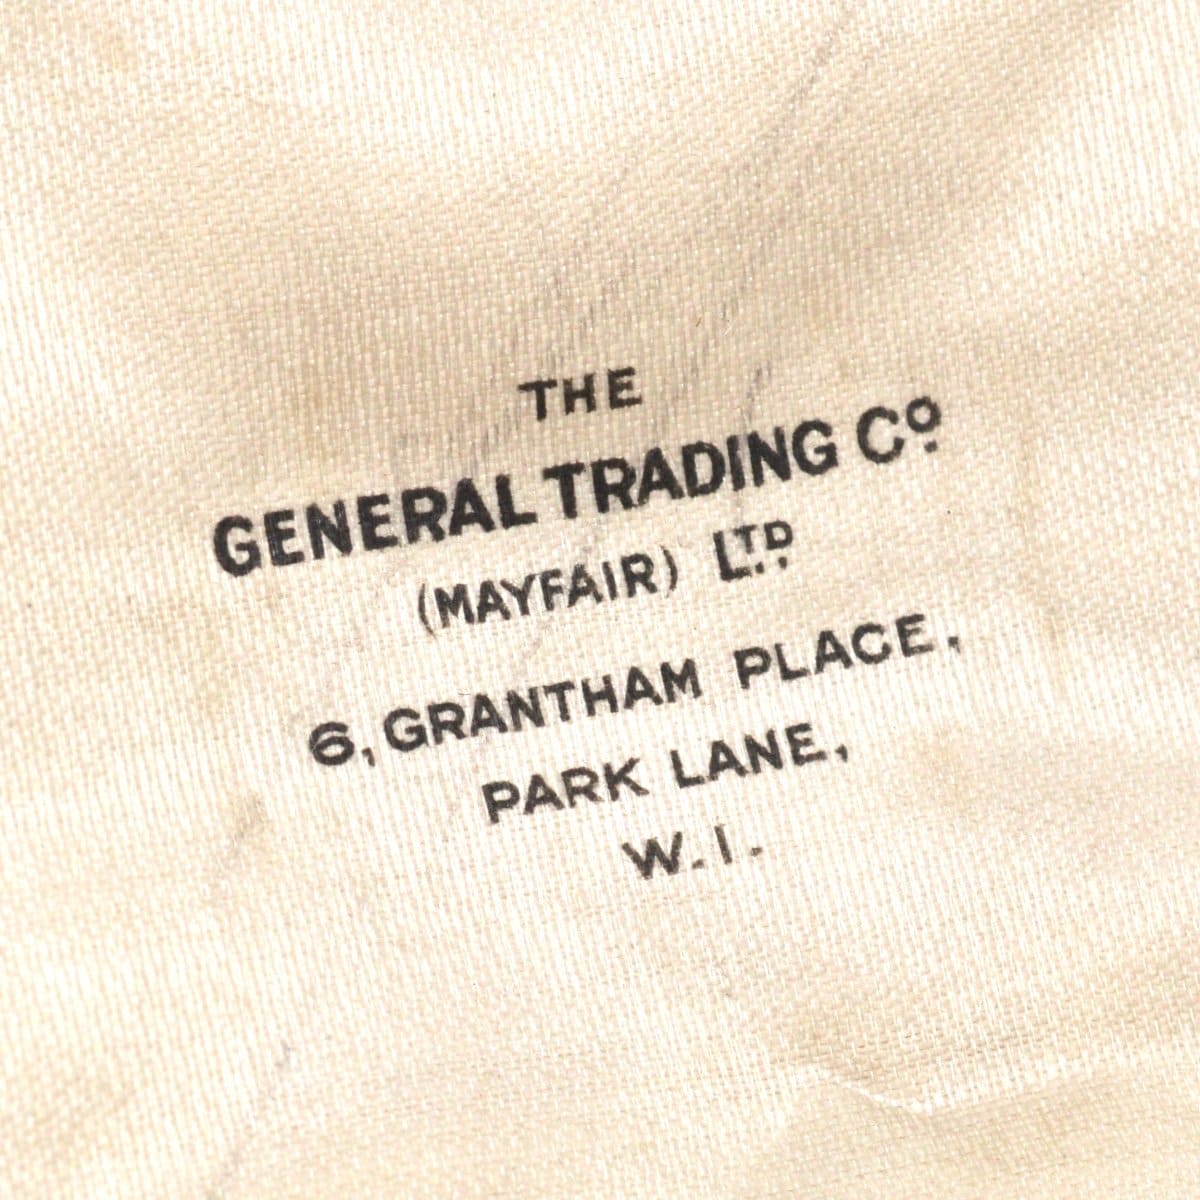 THE
GENERAL TRADING Cº.
(MAYFAIR) LTD.
6, GRANTHAM PLACE,
PARK LANE,
W.1.